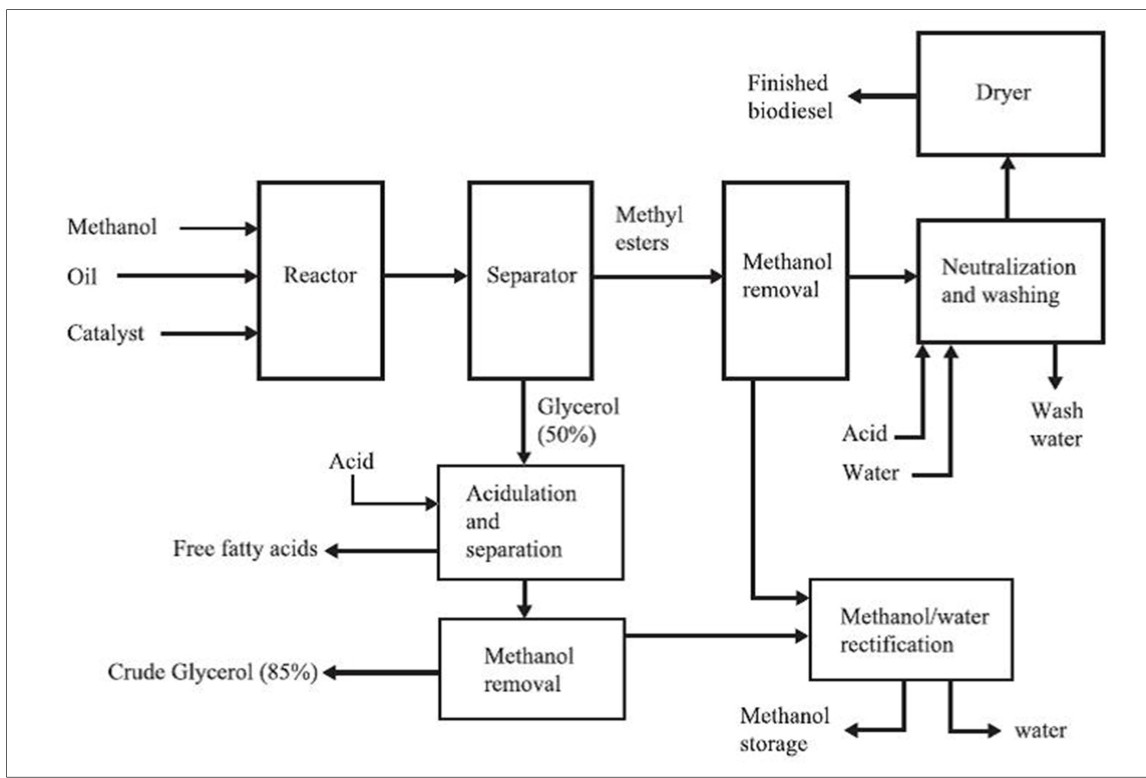 Finished
biodiesel
Dryer
Methanol
Oil
Catalyst
Reactor
Separator
Methyl
esters
Methanol
removal
Neutralization
and washing
Glycerol
(50%)
Acid
Water
Wash
water
Acid
Acidulation
and
separation
Free fatty acids
Methanol
removal
Crude Glycerol (85%)
Methanol/water
rectification
Methanol
storage
water